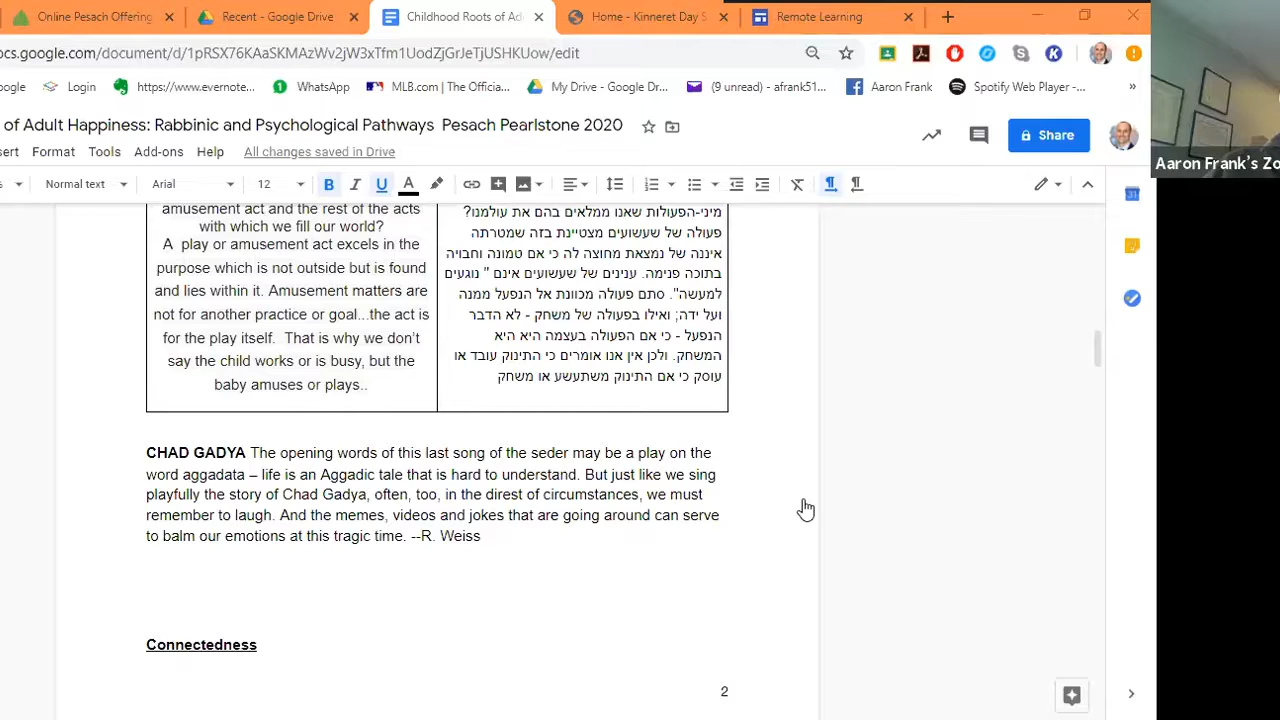 Online Pesach Offering
Recent - Google Drive
Childhood Roots of Ad
Home - Kinneret Day S
Remote Learning
ocs.google.com/document/d/1pRSX76KAaSKMAzWv2jW3xTfm1UodZjGrJeTjUSHKUow/edit
oogle
Login
https://www.evernote...
WhatsApp
MLB.com | The Officia...
My Drive - Google Dr...
(9 unread) - afrank51...
Aaron Frank
Spotify Web Player -...
Aaron Frank's Zo
of Adult Happiness: Rabbinic and Psychological Pathways Pesach Pearlstone 2020
Share
sert Format Tools Add-ons Help All changes saved in Drive
% Normal text Arial 12 B I U A
amusement act and the rest of the acts
with which we fill our world?
A play or amusement act excels in the
purpose which is not outside but is found
and lies within it. Amusement matters are
not for another practice or goal...the act is
for the play itself. That is why we don't
say the child works or is busy, but the
baby amuses or plays..
מיני-הפעולות שאנו ממלאים בהם את עולמנו?
פעולה של שעשועים מצטיינת בזה שמטרתה
איננה של נמצאת מחוצה לה כי אם טמונה וחבויה
בתוכה פנימה. ענינים של שעשועים אינם " נוגעים
למעשה". סתם פעולה מכוונת אל הנפעל ממנה
ועל ידה; ואילו בפעולה של משחק - לא הדבר
הנפעל - כי אם הפעולה בעצמה היא היא
המשחק. ולכן אין אנו אומרים כי התינוק עובד או
עוסק כי אם התינוק משתעשע או משחק
CHAD GADYA The opening words of this last song of the seder may be a play on the
word aggadata – life is an Aggadic tale that is hard to understand. But just like we sing
playfully the story of Chad Gadya, often, too, in the direst of circumstances, we must
remember to laugh. And the memes, videos and jokes that are going around can serve
to balm our emotions at this tragic time. --R. Weiss
Connectedness
2